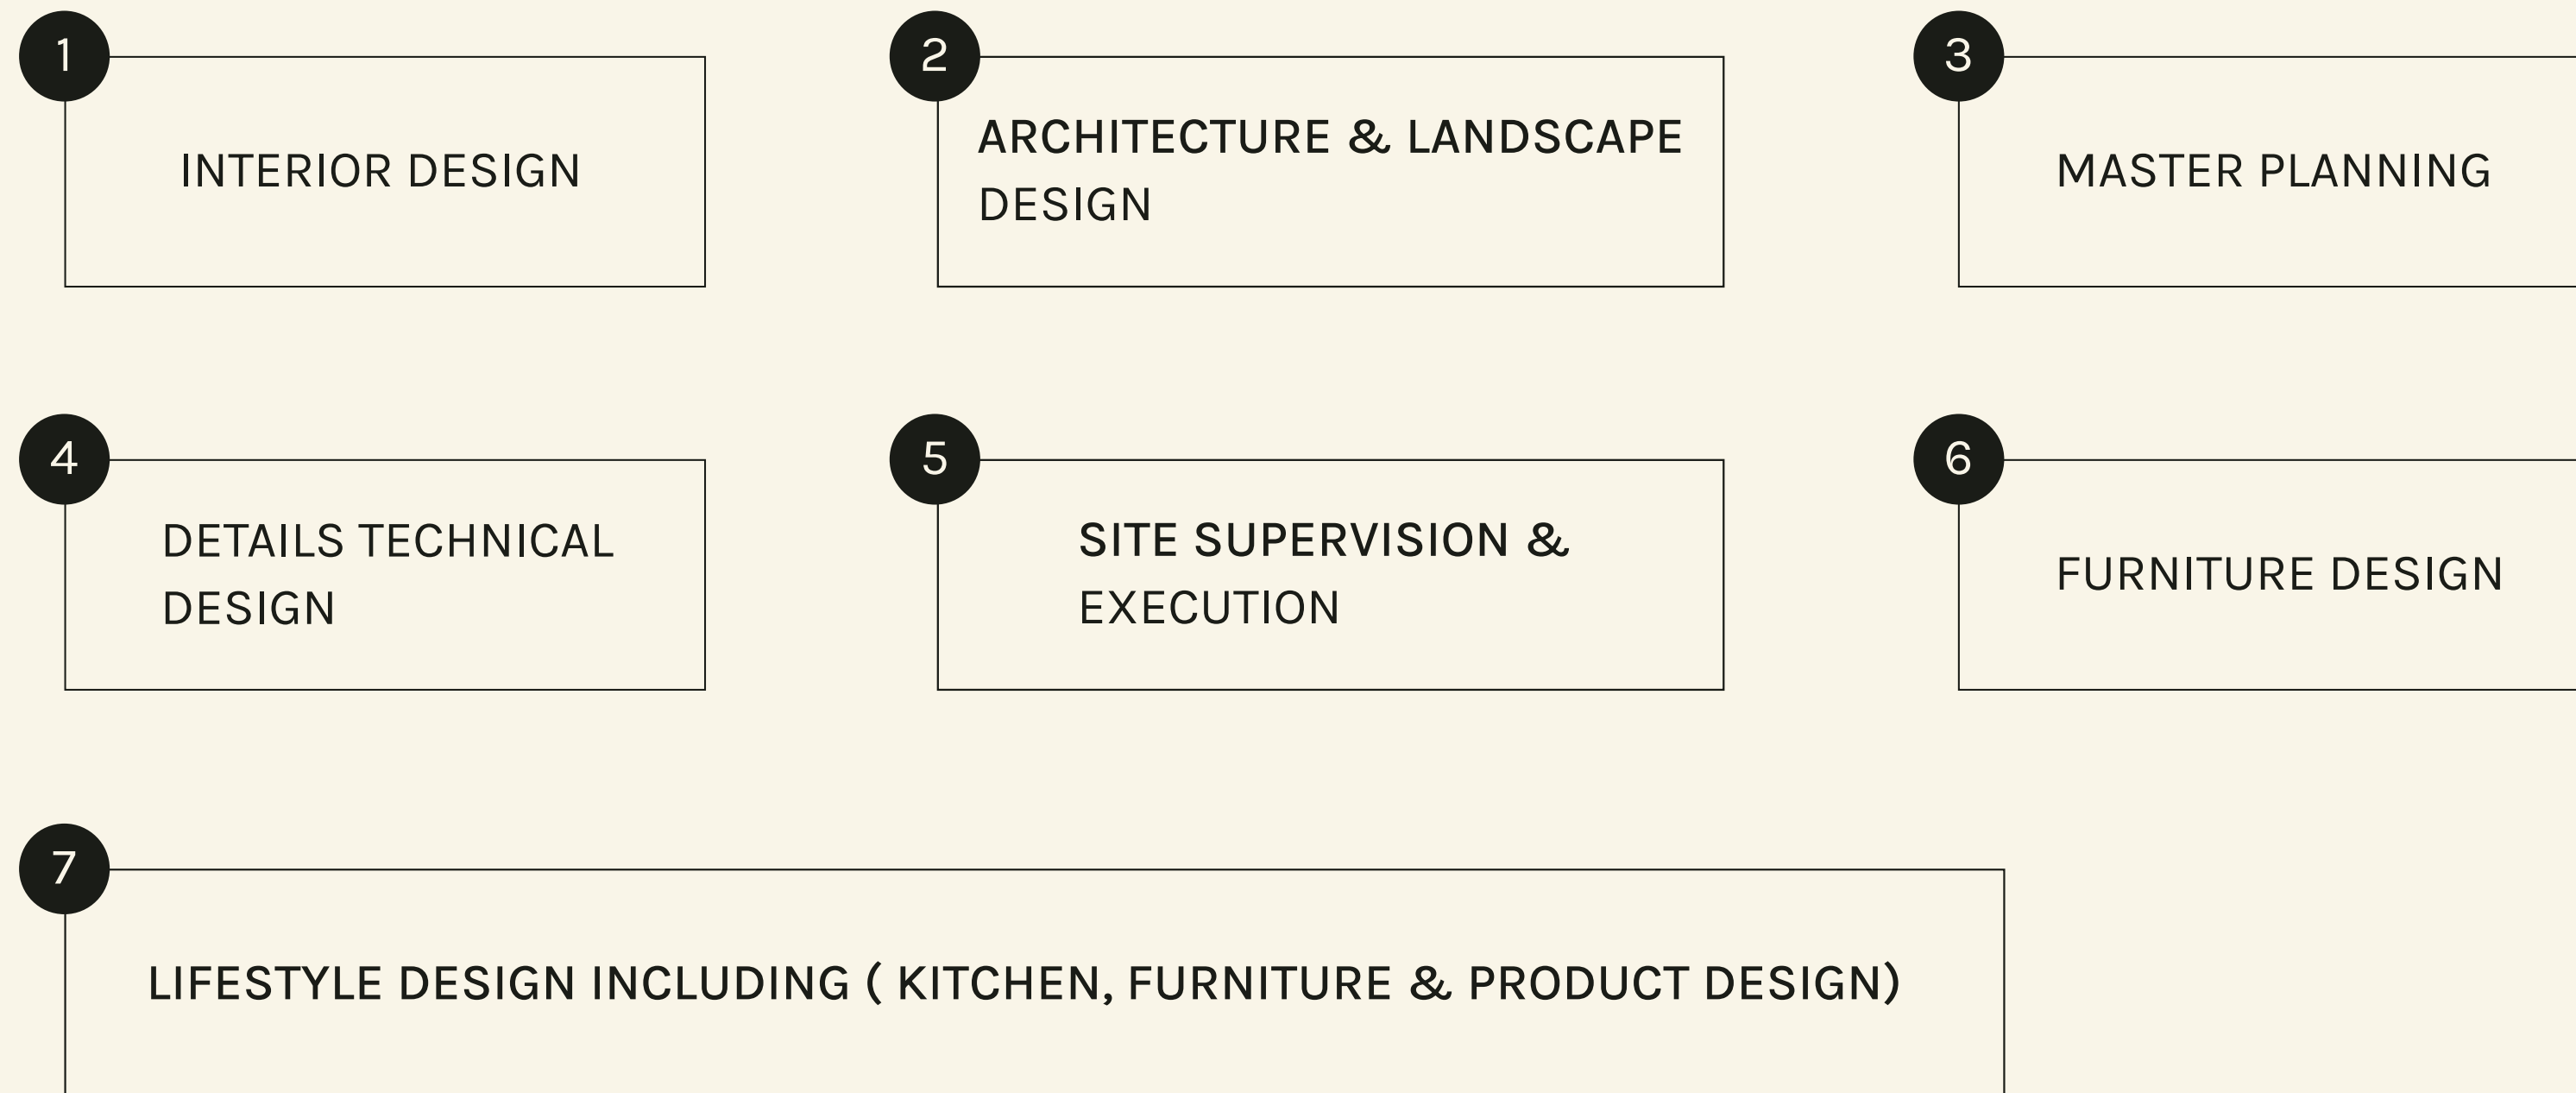 1
INTERIOR DESIGN
2
ARCHITECTURE & LANDSCAPE
DESIGN
3
MASTER PLANNING
4
DETAILS TECHNICAL
DESIGN
5
SITE SUPERVISION &
EXECUTION
6
FURNITURE DESIGN
7
LIFESTYLE DESIGN INCLUDING ( KITCHEN, FURNITURE & PRODUCT DESIGN)